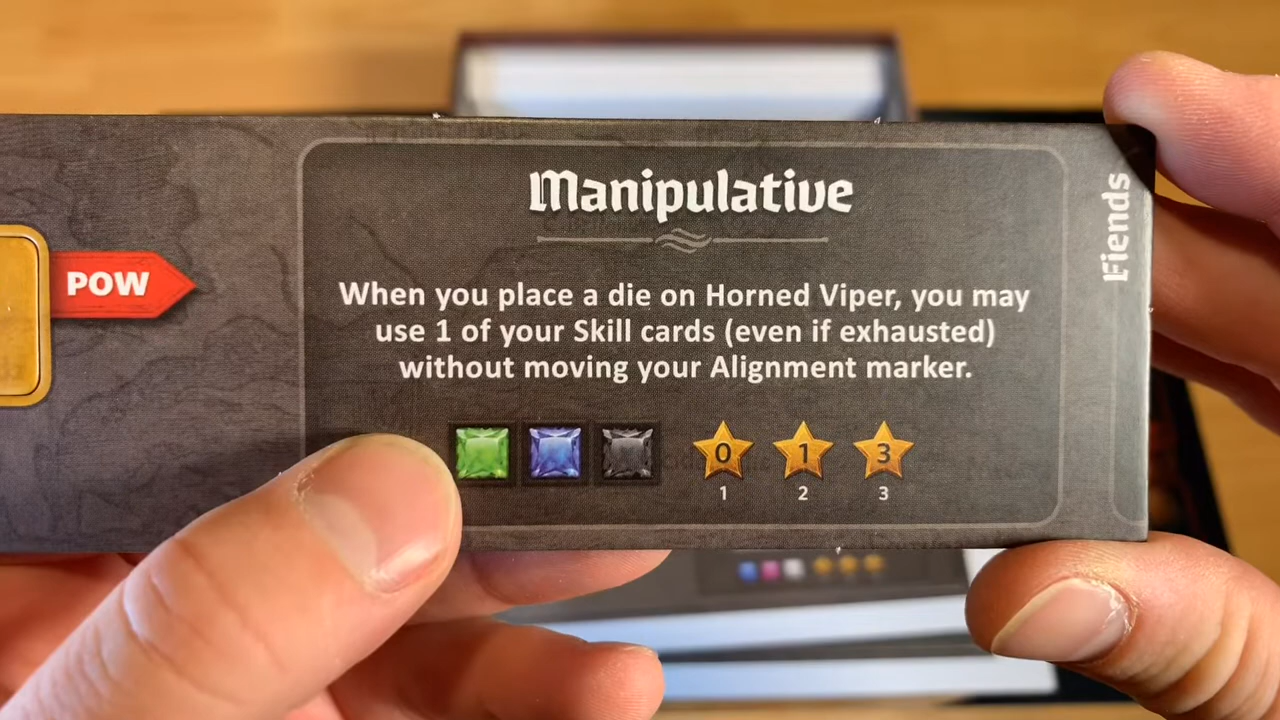 Manipulative
Fiends
POW
When you place a die on Horned Viper, you may
use 1 of your Skill cards (even if exhausted)
without moving your Alignment marker.
0 1 3
1 2 3